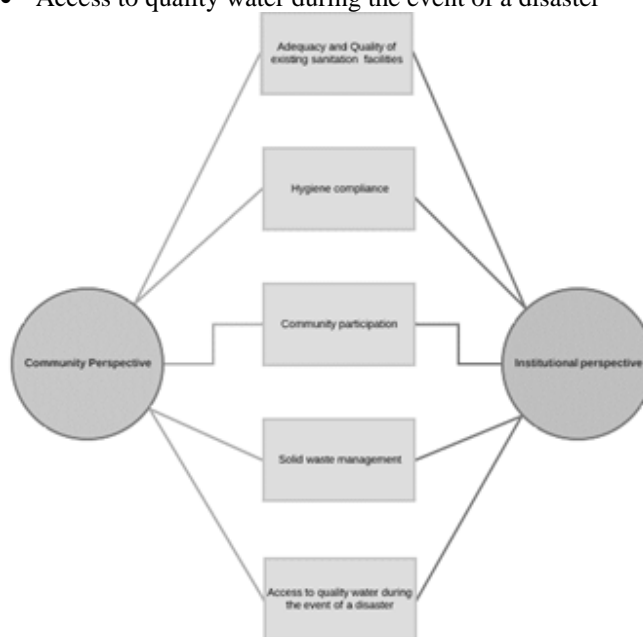 • Access to quality water during the event of a disaster
Adequacy and Quality of
existing sanitation facilities
Hygiene compliance
Community participation
Community Perspective
Institutional perspective
Solid waste management
Access to quality water during
the event of a disaster